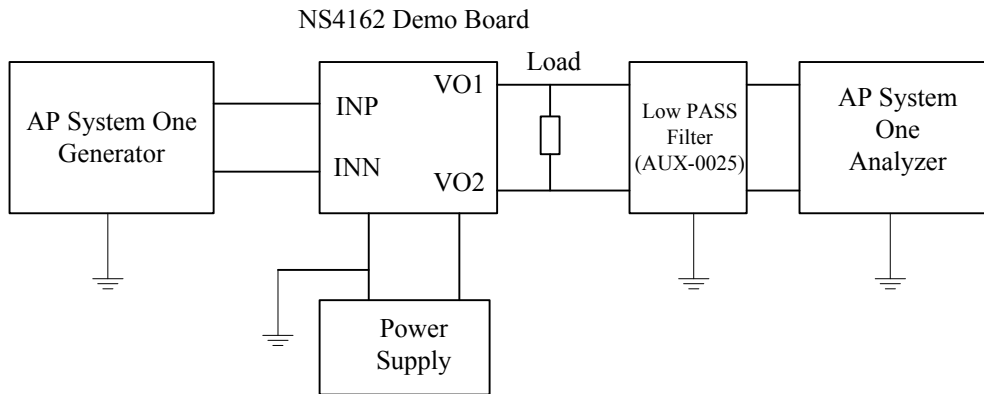 NS4162 Demo Board
AP System One
Generator
INP
INN
VO1
VO2
Load
Low PASS
Filter
(AUX-0025)
AP System
One
Analyzer
Power
Supply